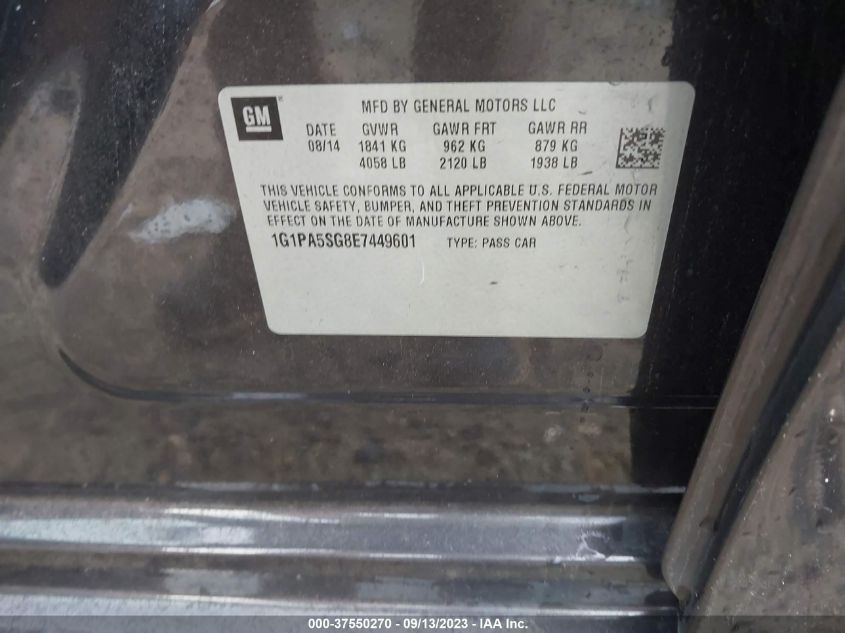 GM
MFD BY GENERAL MOTORS LLC
DATE GVWR GAWR FRT GAWR RR
08/14 1841 KG 962 KG 879 KG
4058 LB 2120 LB 1938 LB
THIS VEHICLE CONFORMS TO ALL APPLICABLE U.S. FEDERAL MOTOR
VEHICLE SAFETY, BUMPER, AND THEFT PREVENTION STANDARDS IN
EFFECT ON THE DATE OF MANUFACTURE SHOWN ABOVE.
1G1PA5SG8E7449601 TYPE: PASS CAR
000-37550270 - 09/13/2023 - IAA Inc.